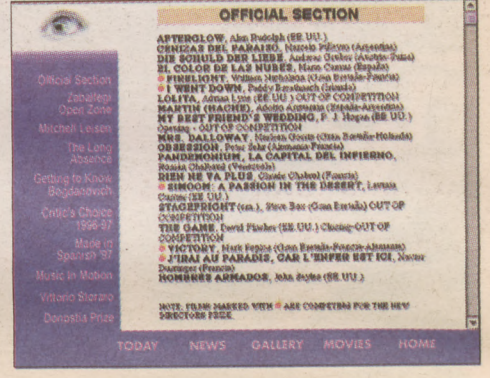 OFFICIAL SECTION
AFTERGLOW, Alan Rudolph (EE.UU.)
CENIZAS DEL PARAISO, Marcelo Piñeyro (Argentina)
DIE SCHULD DER LIEBE, Andreas Gruber (Austria-Suiza)
EL COLOR DE LAS NUBES, Mario Camus (España)
FIRELIGHT, William Nicholson (Gran Bretaña-Francia)
I WENT DOWN, Paddy Breathnach (Irlanda)
LOLITA, Adrian Lyne (EE.UU.) OUT OF COMPETITION
MARTIN (HACHE), Adolfo Aristarain (España-Argentina)
MY BEST FRIEND'S WEDDING, P. J. Hogan (EE.UU.)
Opening - OUT OF COMPETITION
MRS. DALLOWAY, Marleen Gorris (Gran Bretaña-Holanda)
OBSESSION, Peter Sehr (Alemania-Francia)
PANDEMONIUM, LA CAPITAL DEL INFIERNO,
Román Chalbaud (Venezuela)
RIEN NE VA PLUS, Claude Chabrol (Francia)
SIMOOM: A PASSION IN THE DESERT, Lavinia
Currier (EE.UU.)
STAGEFRIGHT (cm.), Steve Box (Gran Bretaña) OUT OF
COMPETITION
THE GAME, David Fincher (EE.UU.) Closing-OUT OF
COMPETITION
VICTORY, Mark Peploe (Gran Bretaña-Francia-Alemania)
J'IRAI AU PARADIS, CAR L'ENFER EST ICI, Xavier
Durringer (Francia)
HOMBRES ARMADOS, John Sayles (EE.UU.)
NOTE: FILMS MARKED WITH ARE COMPETING FOR THE NEW
DIRECTORS PRIZE
Official Section
Zabaltegi
Open Zone
Mitchell Leisen
The Long
Absence
Getting to Know
Bogdanovich
Critic's Choice
1996-97
Made in
Spanish '97
Music In Motion
Vittorio Storaro
Donostia Prize
TODAY NEWS GALLERY MOVIES HOME